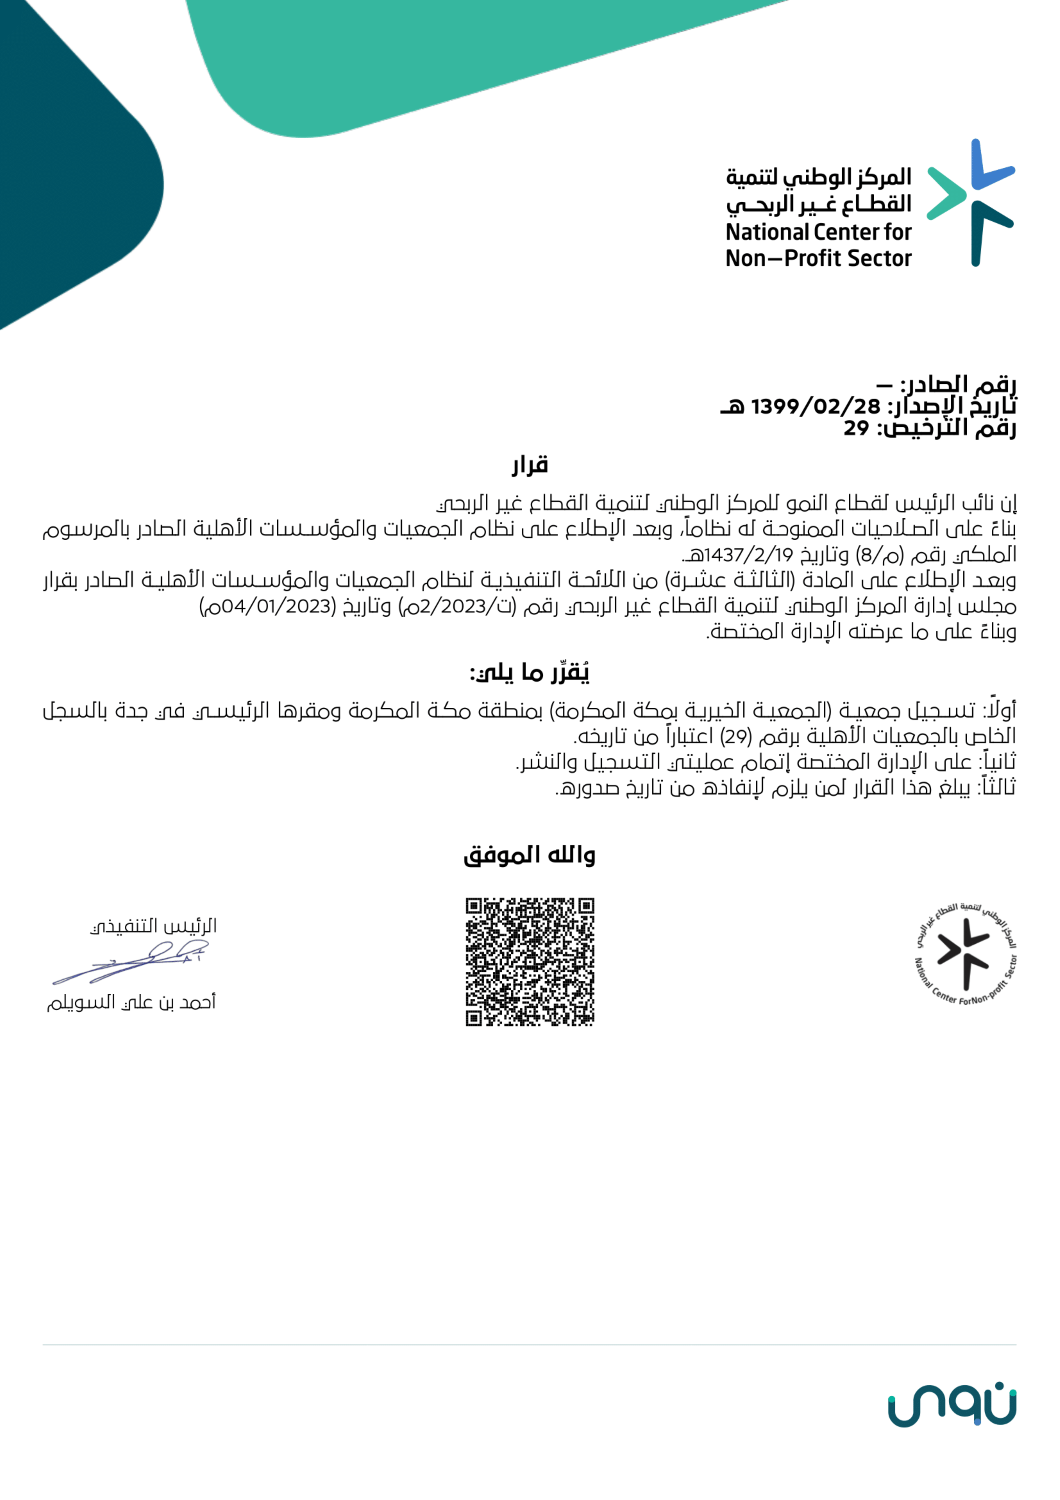 المركز الوطني لتنمية
القطاع غير الربحي
National Center for
Non–Profit Sector
رقم الصادر: –
تاريخ الإصدار: 1399/02/28 هـ
رقم الترخيص: 29
قرار
إن نائب الرئيس لقطاع النمو للمركز الوطني لتنمية القطاع غير الربحي
بناءً على الصلاحيات الممنوحة له نظاماً، وبعد الإطلاع على نظام الجمعيات والمؤسسات الأهلية الصادر بالمرسوم
الملكي رقم (م/8) وتاريخ 1437/2/19هـ.
وبعد الإطلاع على المادة (الثالثة عشرة) من اللائحة التنفيذية لنظام الجمعيات والمؤسسات الأهلية الصادر بقرار
مجلس إدارة المركز الوطني لتنمية القطاع غير الربحي رقم (ت/2/2023م) وتاريخ (04/01/2023م)
وبناءً على ما عرضته الإدارة المختصة.
يُقرِّر ما يلي:
أولًا: تسجيل جمعية (الجمعية الخيرية بمكة المكرمة) بمنطقة مكة المكرمة ومقرها الرئيسي في جدة بالسجل
الخاص بالجمعيات الأهلية برقم (29) اعتباراً من تاريخه.
ثانياً: على الإدارة المختصة إتمام عمليتي التسجيل والنشر.
ثالثاً: يبلغ هذا القرار لمن يلزم لإنفاذه من تاريخ صدوره.
والله الموفق
الرئيس التنفيذي
أحمد بن علي السويلم
المركز الوطني لتنمية القطاع غير الربحي
National Center ForNon-profit Sector
نقوى